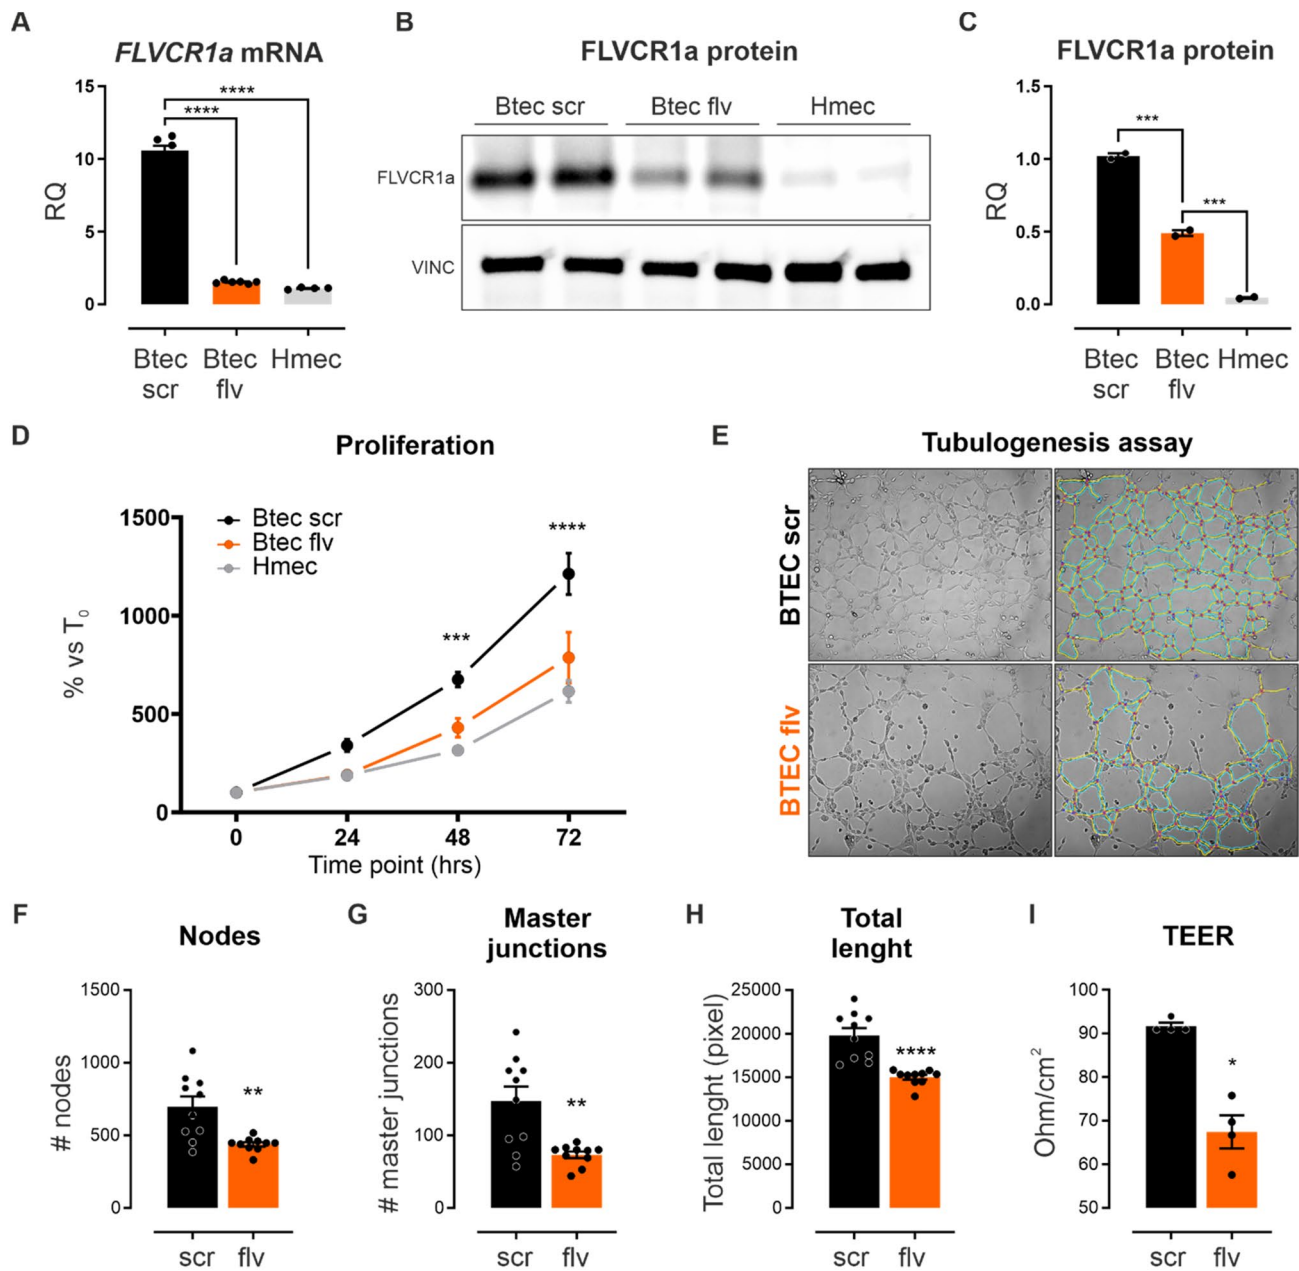 A
FLVCR1a mRNA
15
10
5
0
RQ
****
****
Btec scr
Btec flv
Hmec
B
FLVCR1a protein
Btec scr
Btec flv
Hmec
FLVCR1a
VINC
C
FLVCR1a protein
1.5
1.0
0.5
0.0
RQ
***
***
Btec scr
Btec flv
Hmec
D
Proliferation
1500
1000
500
0
% vs T0
Btec scr
Btec flv
Hmec
***
****
0 24 48 72
Time point (hrs)
E
Tubulogenesis assay
BTEC scr
BTEC flv
F
Nodes
1500
1000
500
0
# nodes
**
scr flv
G
Master
junctions
300
200
100
0
# master junctions
**
scr flv
H
Total
lenght
25000
20000
15000
10000
5000
0
Total lenght (pixel)
****
scr flv
I
TEER
100
90
80
70
60
50
Ohm/cm2
*
scr flv